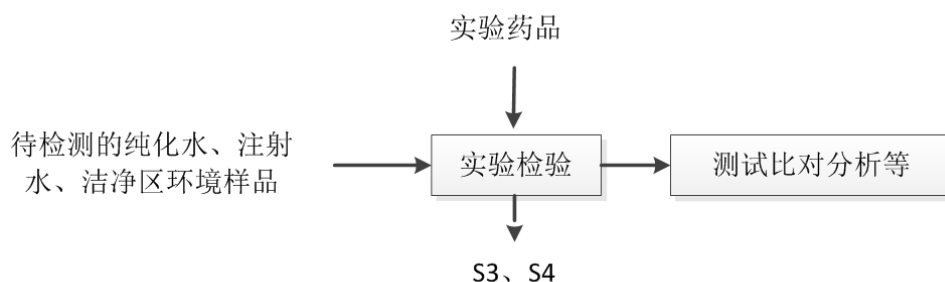 实验药品
待检测的纯化水、注射
水、洁净区环境样品
实验检验
测试比对分析等
S3、S4